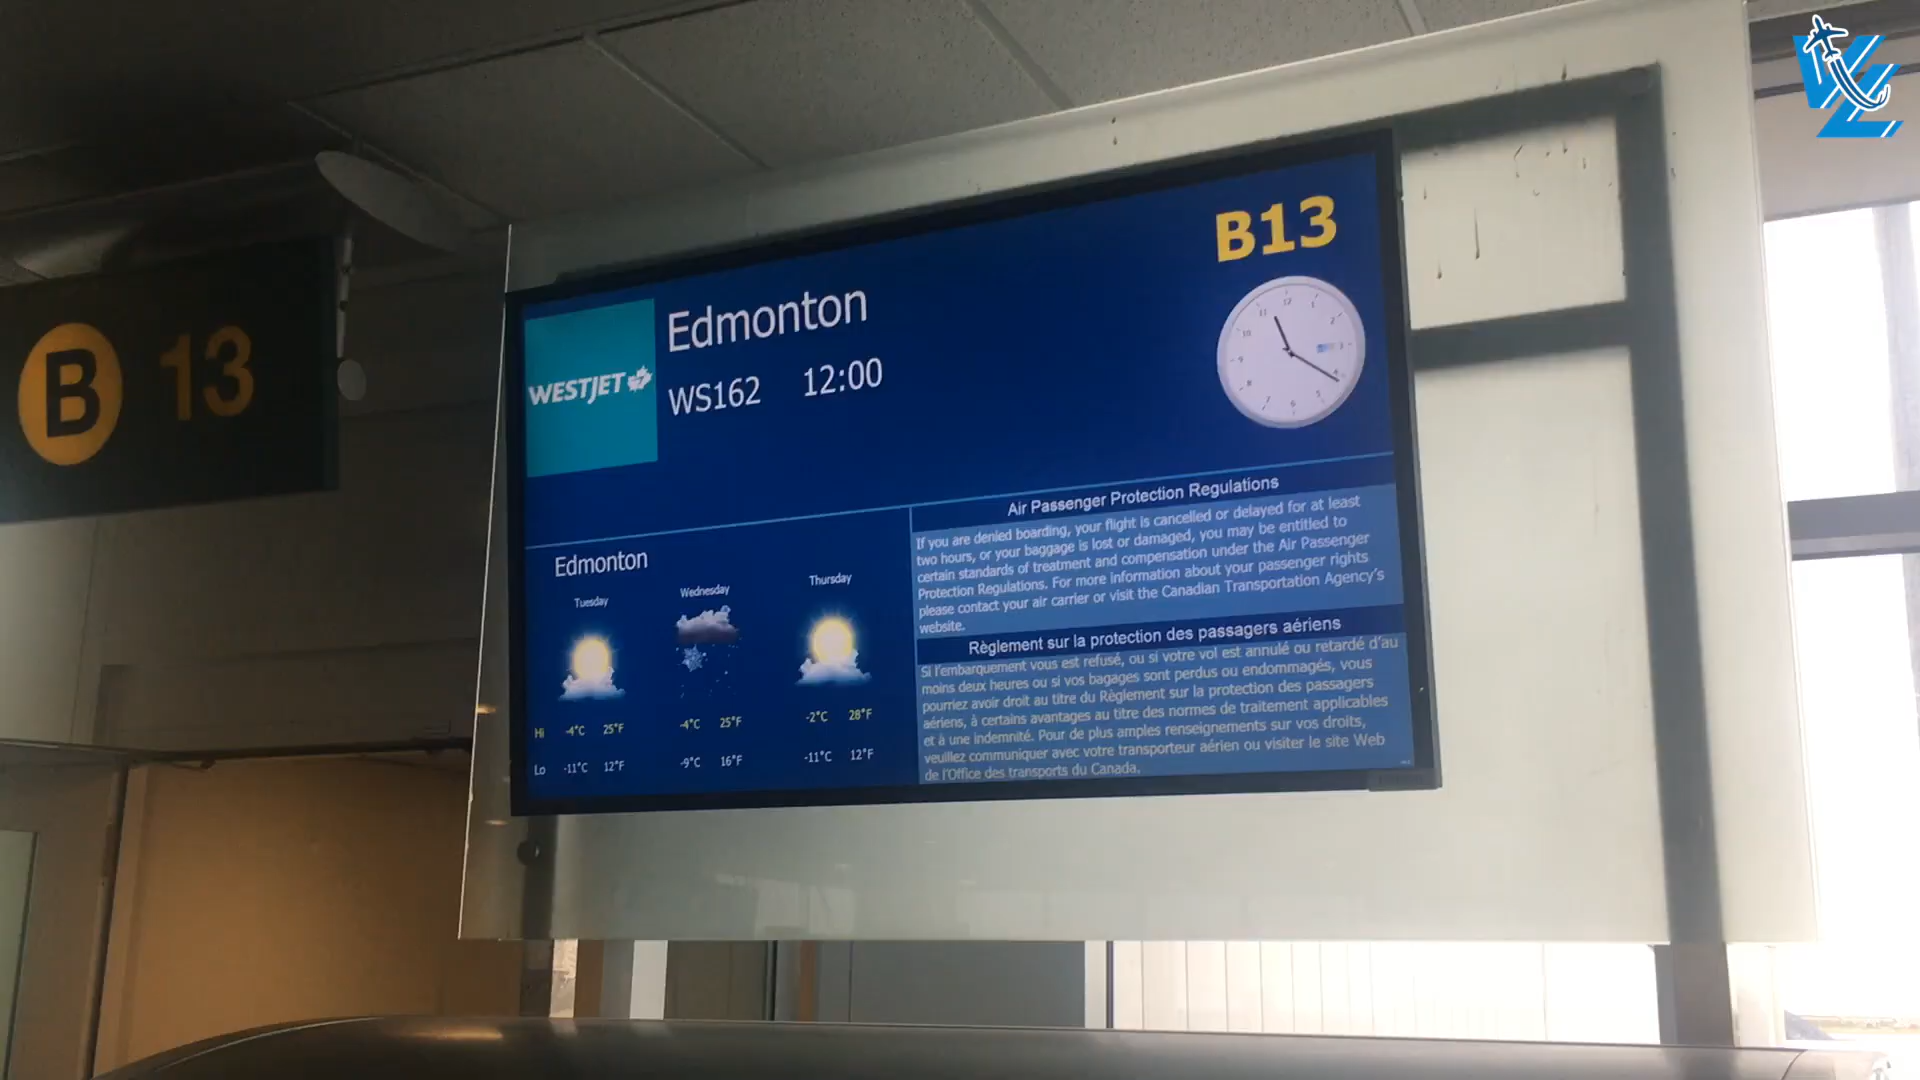 B 13
B13
WESTJET
Edmonton
WS162 12:00
Edmonton
Tuesday Wednesday Thursday
Hi -4°C 25°F -4°C 25°F -2°C 28°F
Lo -11°C 12°F -9°C 16°F -11°C 12°F
Air Passenger Protection Regulations
If you are denied boarding, your flight is cancelled or delayed for at least
two hours, or your baggage is lost or damaged, you may be entitled to
certain standards of treatment and compensation under the Air Passenger
Protection Regulations. For more information about your passenger rights
please contact your air carrier or visit the Canadian Transportation Agency's
website.
Règlement sur la protection des passagers aériens
Si l'embarquement vous est refusé, ou si votre vol est annulé ou retardé d'au
moins deux heures ou si vos bagages sont perdus ou endommagés, vous
pourriez avoir droit au titre du Règlement sur la protection des passagers
aériens, à certains avantages au titre des normes de traitement applicables
et à une indemnité. Pour de plus amples renseignements sur vos droits,
veuillez communiquer avec votre transporteur aérien ou visiter le site Web
de l'Office des transports du Canada.